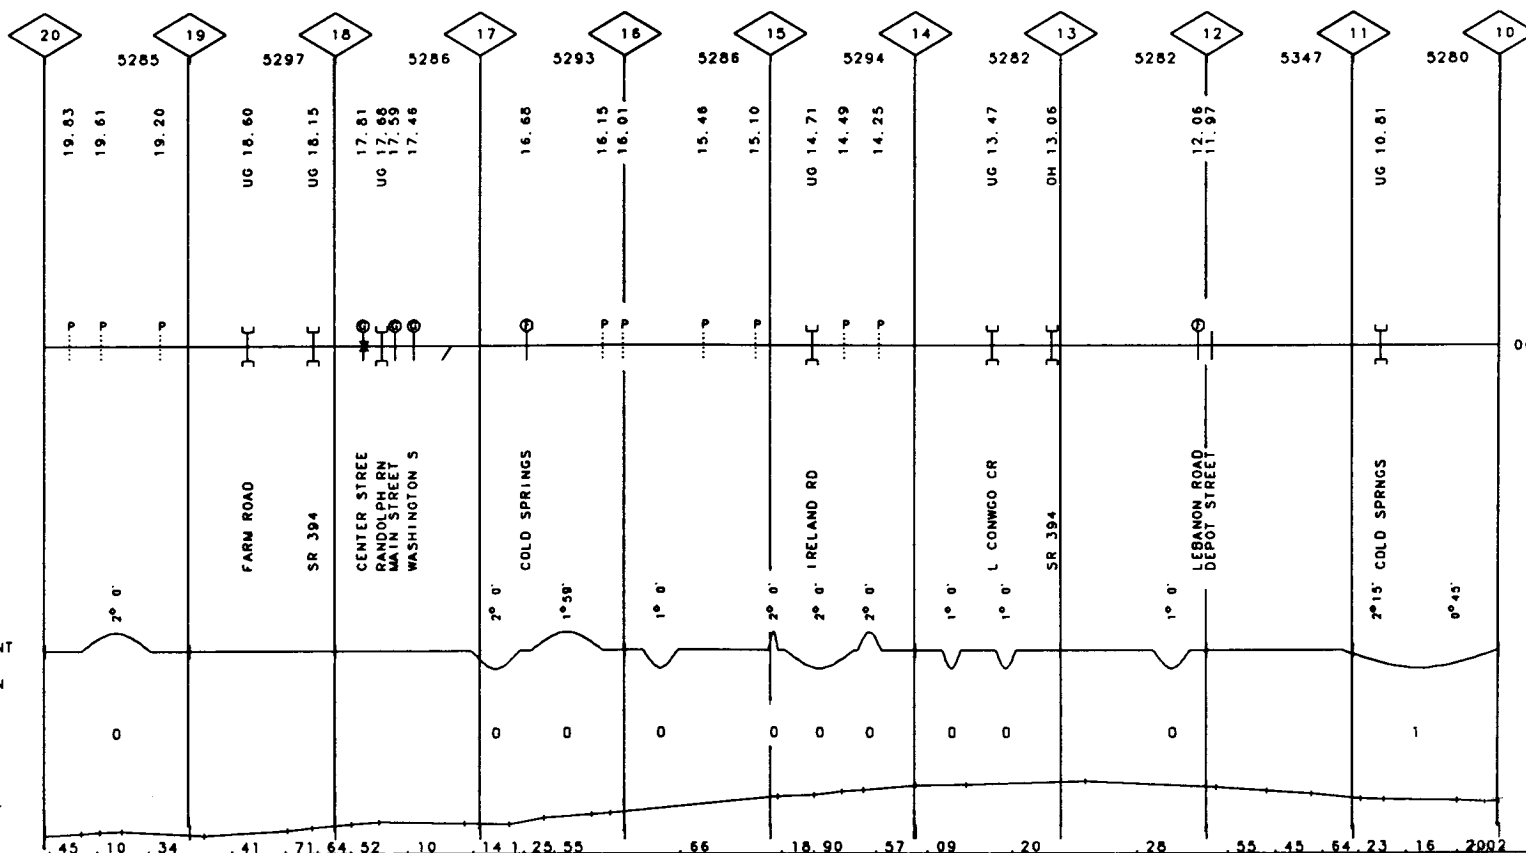 20 19 18 17 16 15 14 13 12 11 10
5285 5297 5286 5293 5286 5294 5282 5282 5347 5280
19.83
19.61
19.20
UG 18.60
UG 18.15
17.81
UG 17.68
17.59
17.46
16.68
16.15
16.01
15.46
15.10
UG 14.71
14.49
14.25
UG 13.47
OH 13.06
12.06
11.97
UG 10.81
P P P G G G F P P P P P P F
FARM ROAD
SR 394
CENTER STREE
RANDOLPH RN
MAIN STREET
WASHINGTON S
COLD SPRINGS
IRELAND RD
L CONWGO CR
SR 394
LEBANON ROAD
DEPOT STREET
COLD SPRNGS
2° 0' 2° 0' 1° 59' 1° 0' 2° 0' 2° 0' 2° 0' 1° 0' 1° 0' 1° 0' 2° 15' 0° 45'
NT
N
0 0 0 0 0 0 0 0 0 0 1
.45 .10 .34 .41 .71 .64 .52 .10 .14 1.25 .55 .66 .18 .90 .57 .09 .20 .28 .55 .45 .64 .23 .16